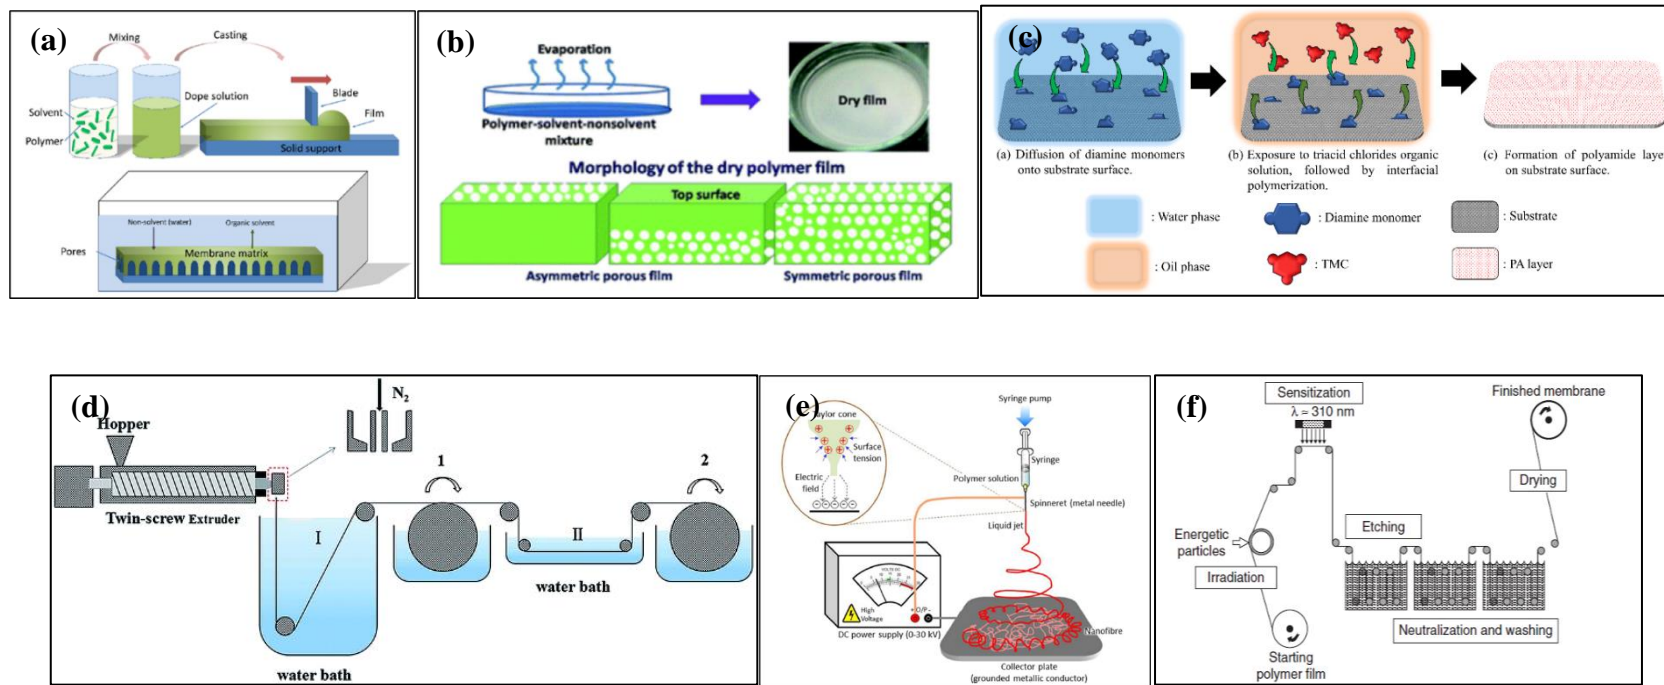 (a)
Mixing
Casting
Solvent
Polymer
Dope solution
Blade
Film
Solid support
Non-solvent (water)
Organic solvent
Pores
Membrane matrix
(b)
Evaporation
Polymer-solvent-nonsolvent
mixture
Dry film
Morphology of the dry polymer film
Top surface
Asymmetric porous film
Symmetric porous film
(c)
(a) Diffusion of diamine monomers
onto substrate surface.
(b) Exposure to triacid chlorides organic
solution, followed by interfacial
polymerization.
(c) Formation of polyamide layer
on substrate surface.
: Water phase
: Diamine monomer
: Substrate
: Oil phase
: TMC
: PA layer
(d)
N2
Hopper
Twin-screw Extruder
I
1
II
2
water bath
water bath
(e)
Taylor cone
Surface
tension
Electric
field
Syringe pump
Syringe
Polymer solution
Spinneret (metal needle)
Liquid jet
High
Voltage
+O/P-
DC power supply (0-30 kV)
Nanofibre
Collector plate
(grounded metallic conductor)
(f)
Sensitization
λ = 310 nm
Finished membrane
Drying
Etching
Energetic
particles
Irradiation
Neutralization and washing
Starting
polymer film